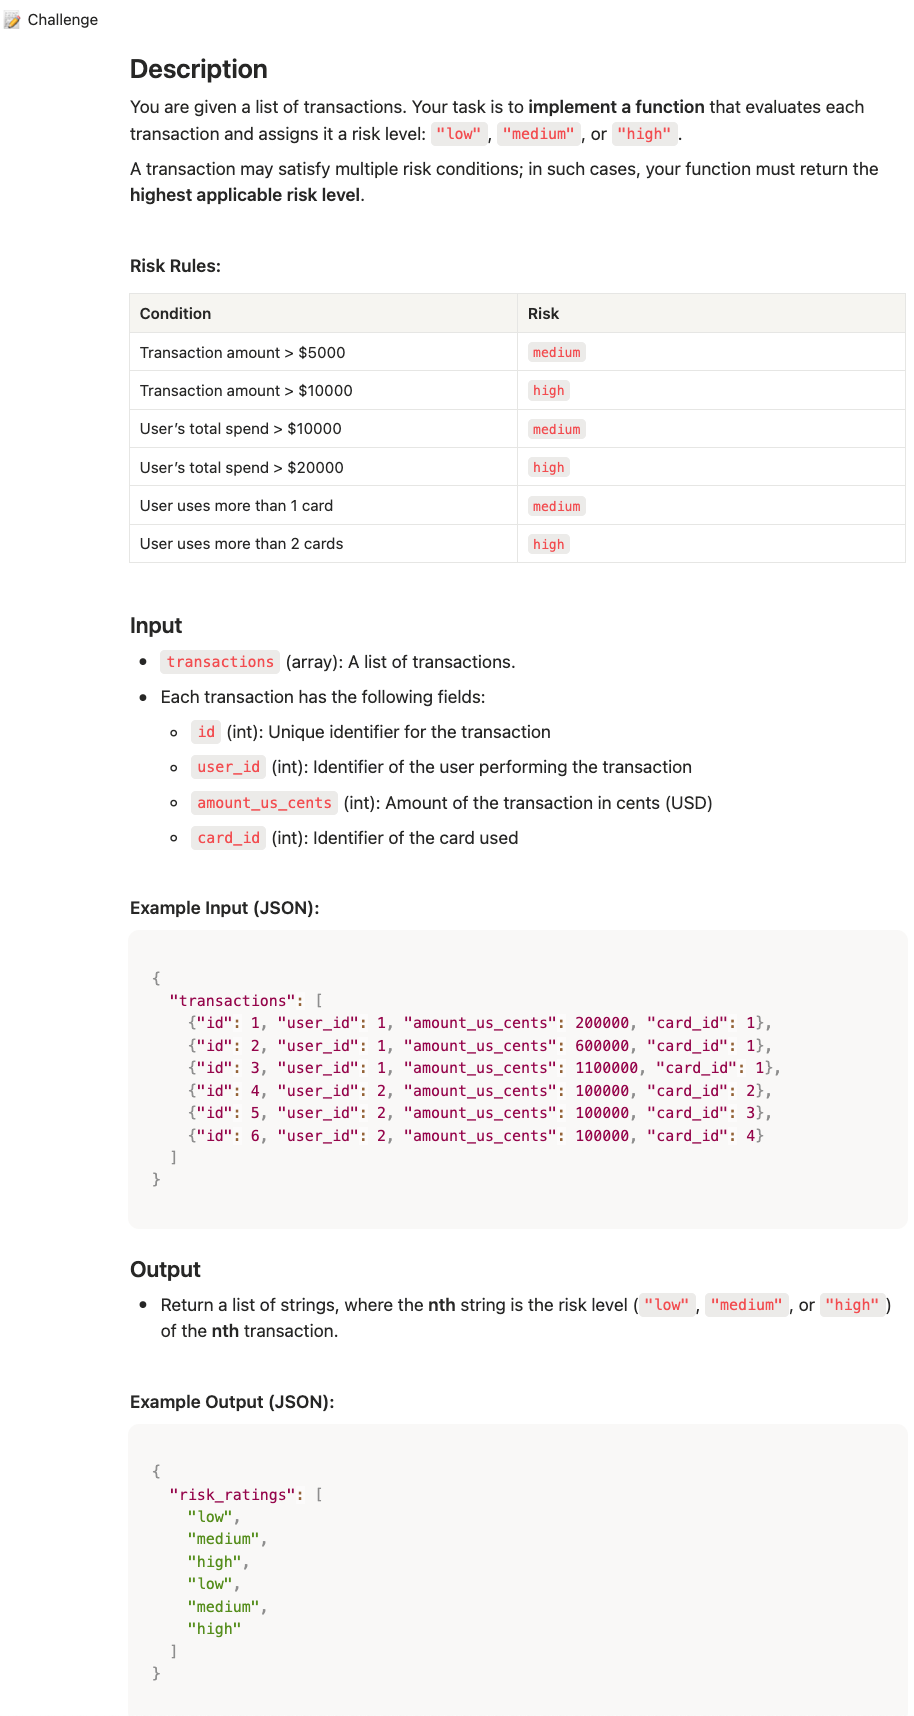 Challenge
Description
You are given a list of transactions. Your task is to implement a function that evaluates each
transaction and assigns it a risk level: "low", "medium", or "high".
A transaction may satisfy multiple risk conditions; in such cases, your function must return the
highest applicable risk level.
Risk Rules:
Condition Risk
Transaction amount > $5000 medium
Transaction amount > $10000 high
User’s total spend > $10000 medium
User’s total spend > $20000 high
User uses more than 1 card medium
User uses more than 2 cards high
Input
• transactions (array): A list of transactions.
• Each transaction has the following fields:
◦ id (int): Unique identifier for the transaction
◦ user_id (int): Identifier of the user performing the transaction
◦ amount_us_cents (int): Amount of the transaction in cents (USD)
◦ card_id (int): Identifier of the card used
Example Input (JSON):
{
  "transactions": [
    {"id": 1, "user_id": 1, "amount_us_cents": 200000, "card_id": 1},
    {"id": 2, "user_id": 1, "amount_us_cents": 600000, "card_id": 1},
    {"id": 3, "user_id": 1, "amount_us_cents": 1100000, "card_id": 1},
    {"id": 4, "user_id": 2, "amount_us_cents": 100000, "card_id": 2},
    {"id": 5, "user_id": 2, "amount_us_cents": 100000, "card_id": 3},
    {"id": 6, "user_id": 2, "amount_us_cents": 100000, "card_id": 4}
  ]
}
Output
• Return a list of strings, where the nth string is the risk level ("low", "medium", or "high")
of the nth transaction.
Example Output (JSON):
{
  "risk_ratings": [
    "low",
    "medium",
    "high",
    "low",
    "medium",
    "high"
  ]
}